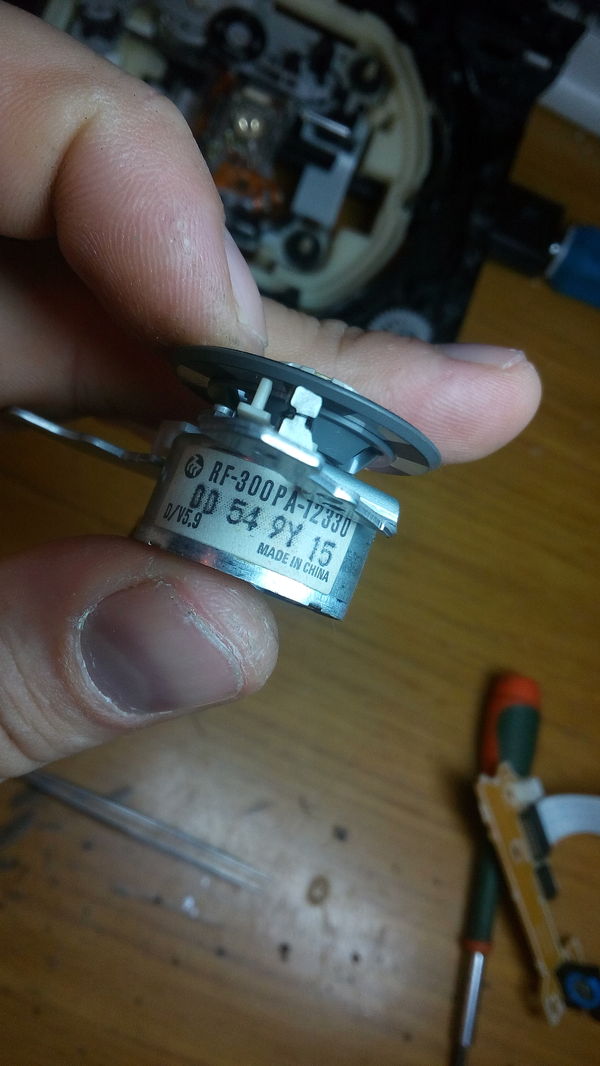 RF-300PA-12330
0D 54 9Y 15
D/V5.9
MADE IN CHINA